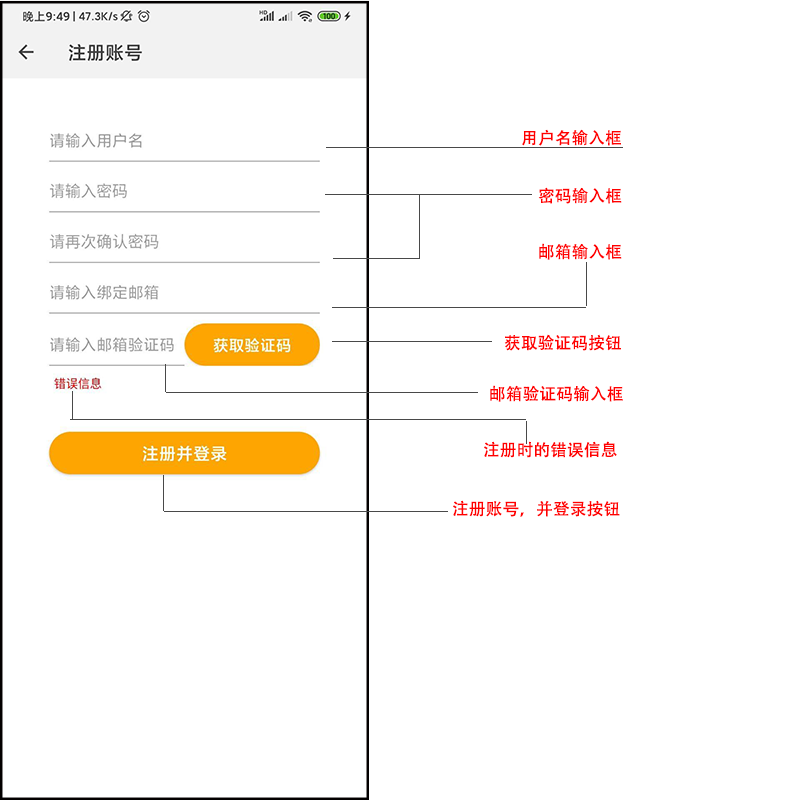 晚上9:49 | 47.3K/s HD 100
注册账号
请输入用户名
用户名输入框
请输入密码
密码输入框
请再次确认密码
邮箱输入框
请输入绑定邮箱
请输入邮箱验证码 获取验证码
获取验证码按钮
错误信息
邮箱验证码输入框
注册并登录
注册时的错误信息
注册账号，并登录按钮